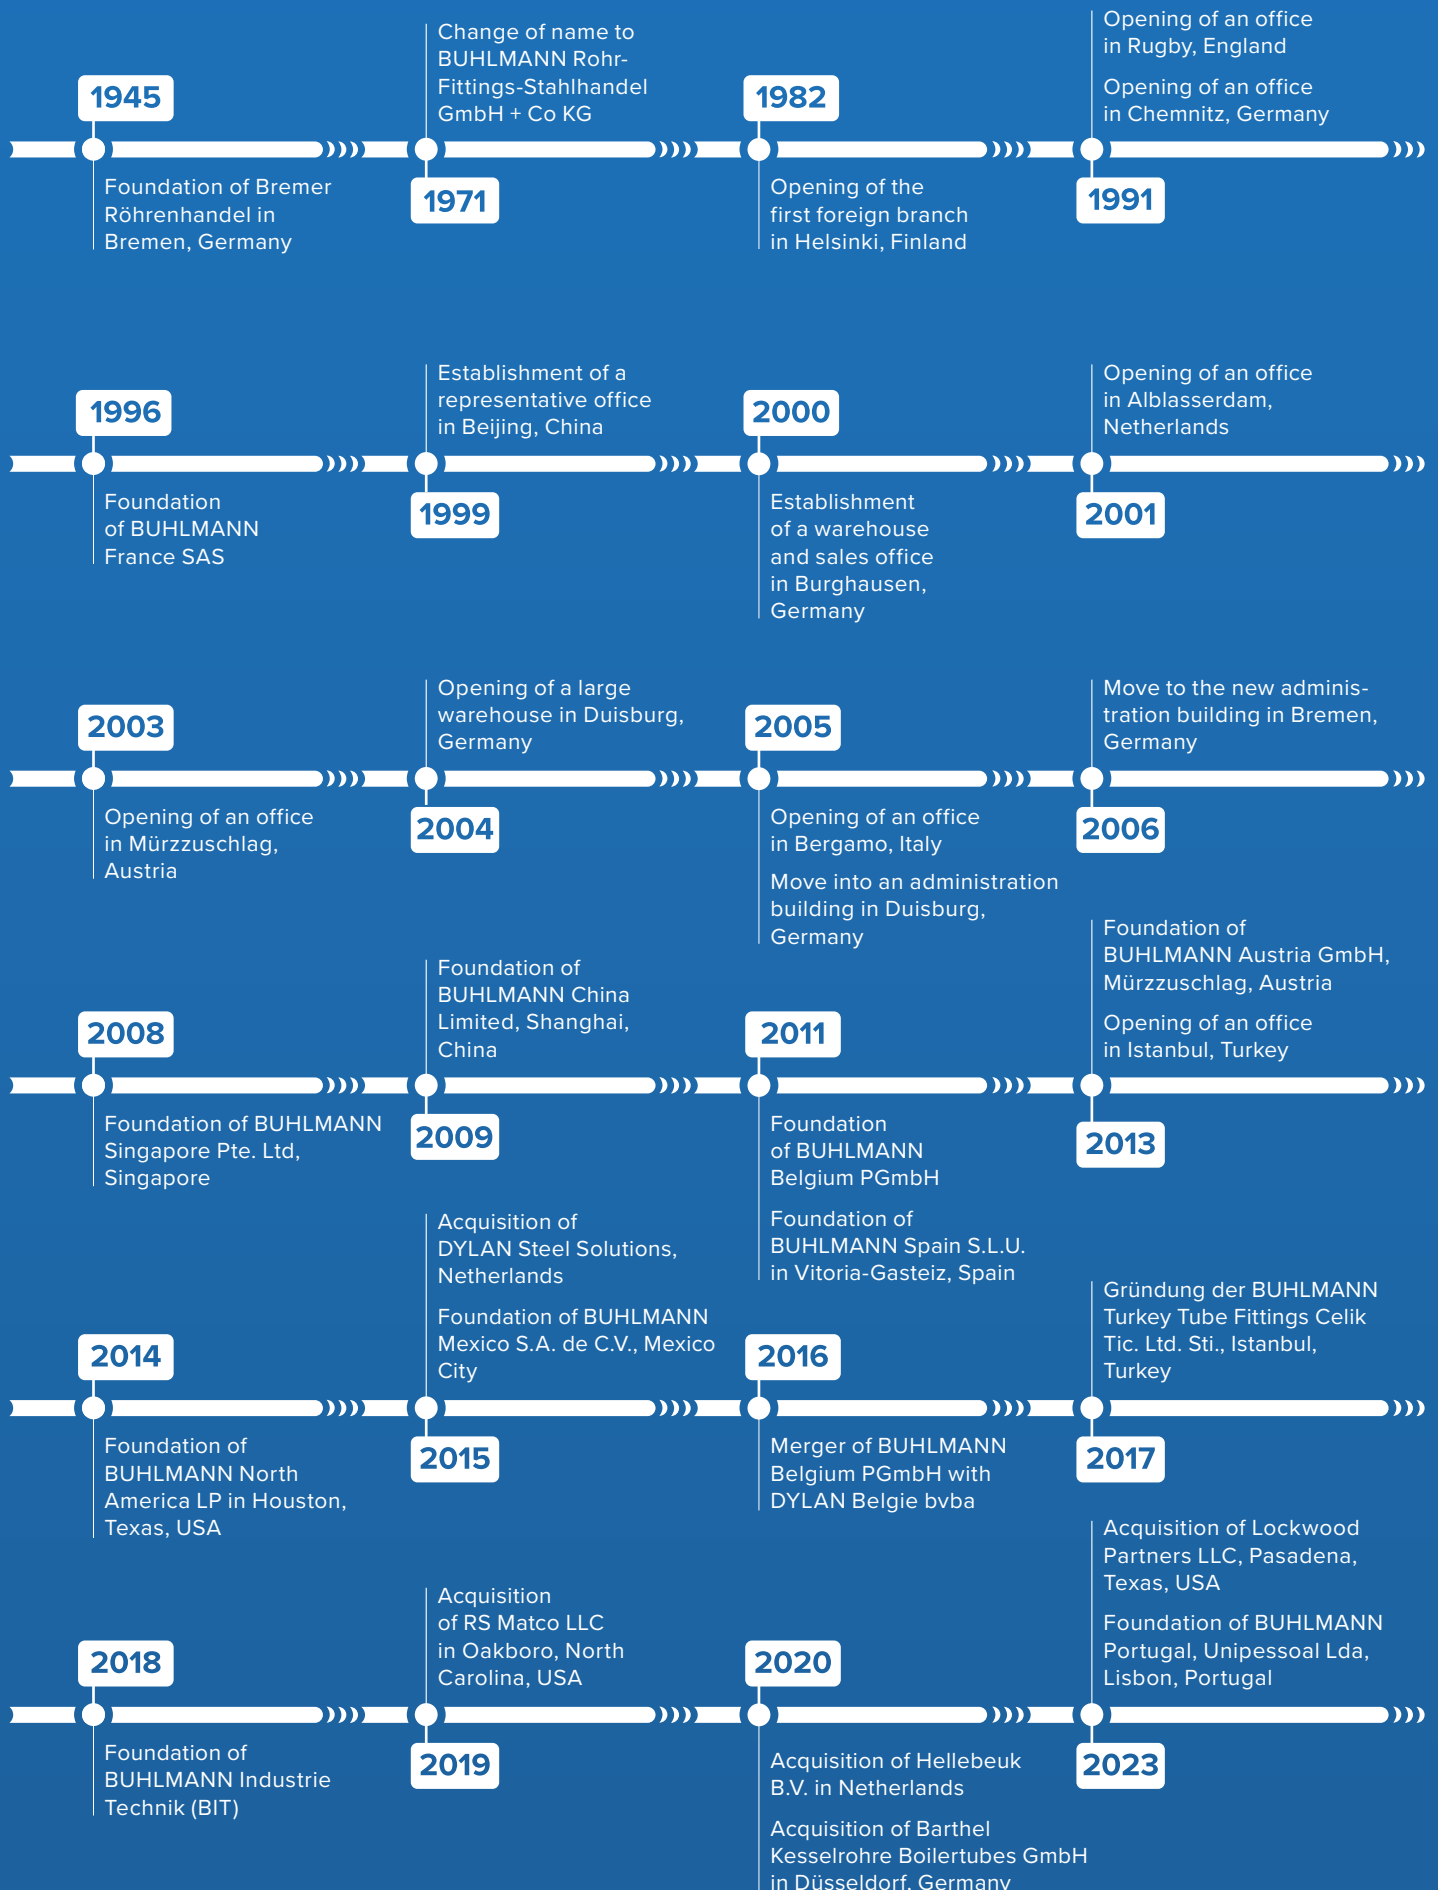 1945
Foundation of Bremer
Röhrenhandel in
Bremen, Germany
Change of name to
BUHLMANN Rohr-
Fittings-Stahlhandel
GmbH + Co KG
1971
1982
Opening of the
first foreign branch
in Helsinki, Finland
Opening of an office
in Rugby, England
Opening of an office
in Chemnitz, Germany
1991
1996
Foundation
of BUHLMANN
France SAS
Establishment of a
representative office
in Beijing, China
1999
2000
Establishment
of a warehouse
and sales office
in Burghausen,
Germany
Opening of an office
in Alblasserdam,
Netherlands
2001
2003
Opening of an office
in Mürzzuschlag,
Austria
Opening of a large
warehouse in Duisburg,
Germany
2004
2005
Opening of an office
in Bergamo, Italy
Move into an administration
building in Duisburg,
Germany
Move to the new adminis-
tration building in Bremen,
Germany
2006
2008
Foundation of BUHLMANN
Singapore Pte. Ltd,
Singapore
Foundation of
BUHLMANN China
Limited, Shanghai,
China
2009
2011
Foundation
of BUHLMANN
Belgium PGmbH
Foundation of
BUHLMANN Spain S.L.U.
in Vitoria-Gasteiz, Spain
Foundation of
BUHLMANN Austria GmbH,
Mürzzuschlag, Austria
Opening of an office
in Istanbul, Turkey
2013
2014
Foundation of
BUHLMANN North
America LP in Houston,
Texas, USA
Acquisition of
DYLAN Steel Solutions,
Netherlands
Foundation of BUHLMANN
Mexico S.A. de C.V., Mexico
City
2015
2016
Merger of BUHLMANN
Belgium PGmbH with
DYLAN Belgie bvba
Gründung der BUHLMANN
Turkey Tube Fittings Celik
Tic. Ltd. Sti., Istanbul,
Turkey
2017
2018
Foundation of
BUHLMANN Industrie
Technik (BIT)
Acquisition
of RS Matco LLC
in Oakboro, North
Carolina, USA
2019
2020
Acquisition of Hellebeuk
B.V. in Netherlands
Acquisition of Barthel
Kesselrohre Boilertubes GmbH
in Düsseldorf, Germany
Acquisition of Lockwood
Partners LLC, Pasadena,
Texas, USA
Foundation of BUHLMANN
Portugal, Unipessoal Lda,
Lisbon, Portugal
2023